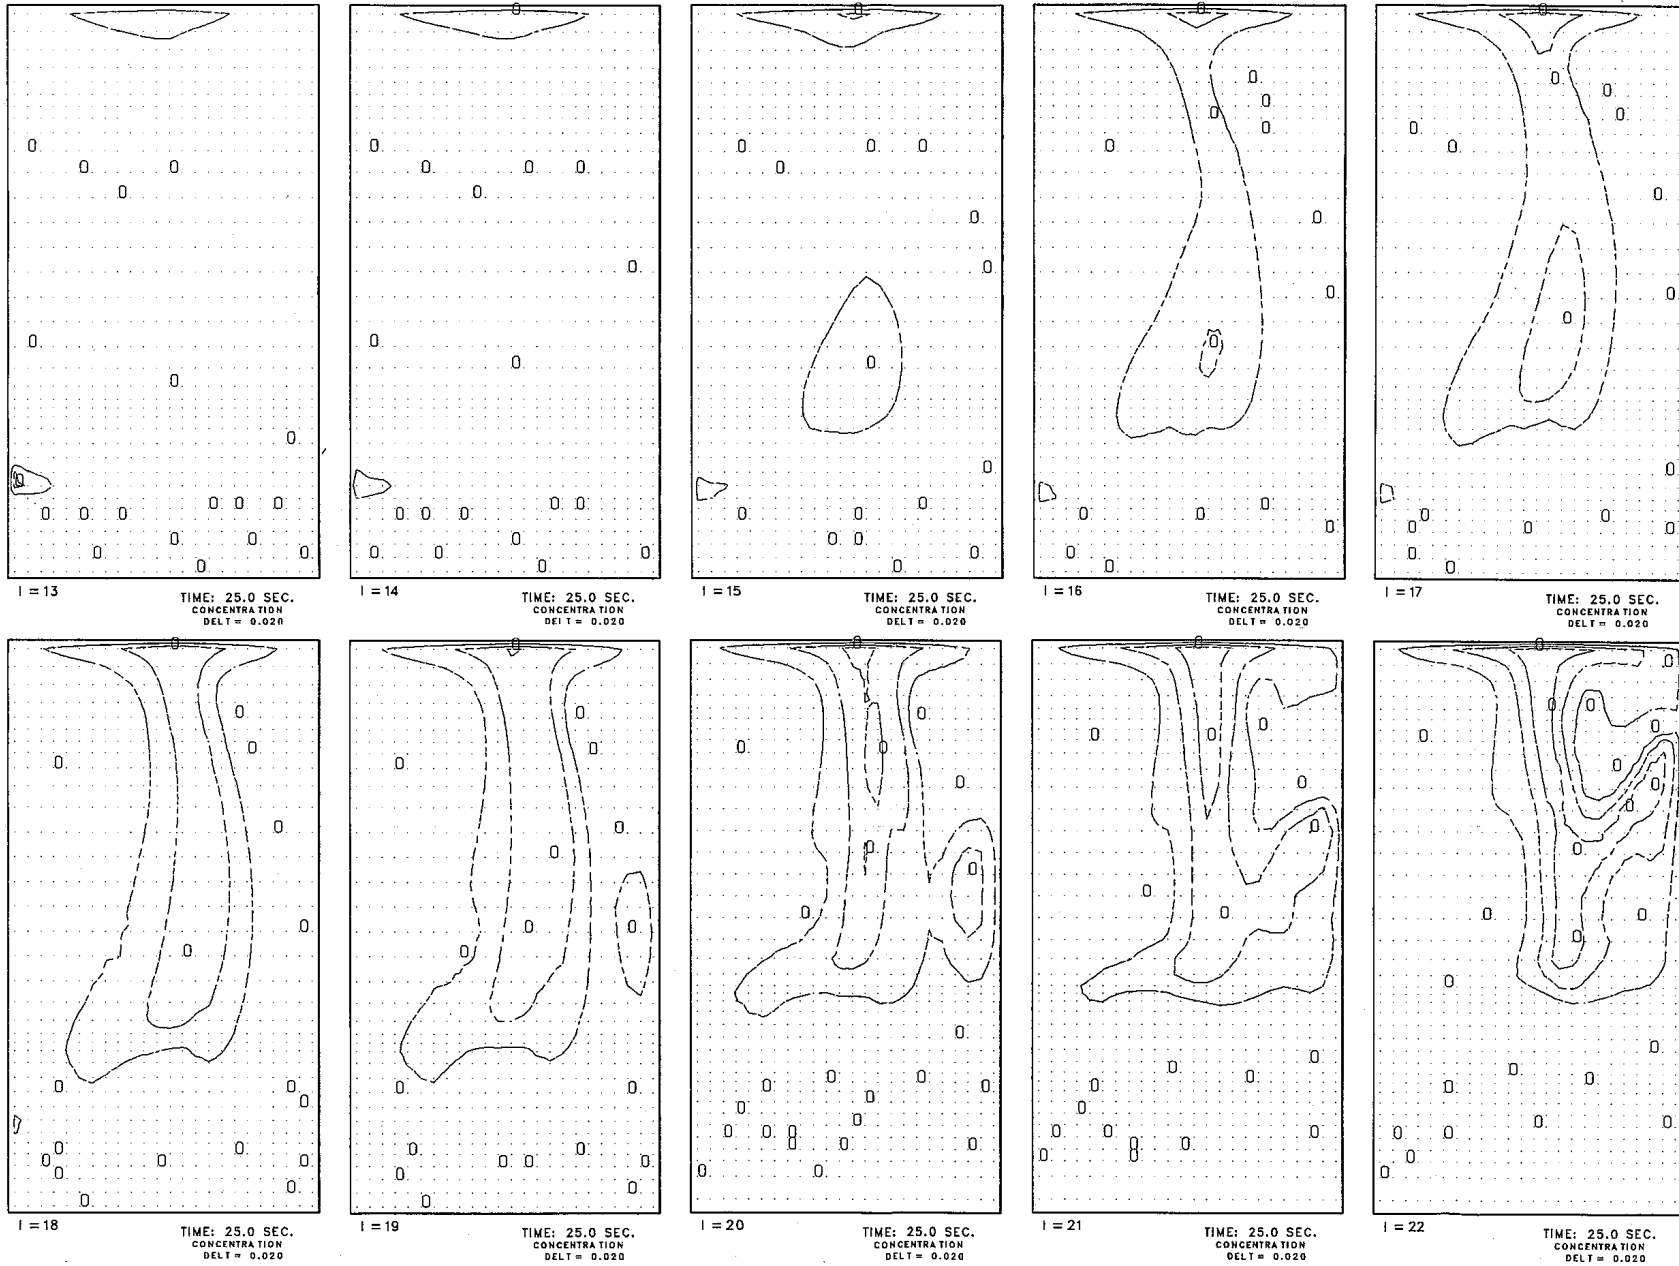 I = 13
TIME: 25.0 SEC.
CONCENTRATION
DELT = 0.020
I = 14
TIME: 25.0 SEC.
CONCENTRATION
DELT = 0.020
I = 15
TIME: 25.0 SEC.
CONCENTRATION
DELT = 0.020
I = 16
TIME: 25.0 SEC.
CONCENTRATION
DELT = 0.020
I = 17
TIME: 25.0 SEC.
CONCENTRATION
DELT = 0.020
I = 18
TIME: 25.0 SEC.
CONCENTRATION
DELT = 0.020
I = 19
TIME: 25.0 SEC.
CONCENTRATION
DELT = 0.020
I = 20
TIME: 25.0 SEC.
CONCENTRATION
DELT = 0.020
I = 21
TIME: 25.0 SEC.
CONCENTRATION
DELT = 0.020
I = 22
TIME: 25.0 SEC.
CONCENTRATION
DELT = 0.020